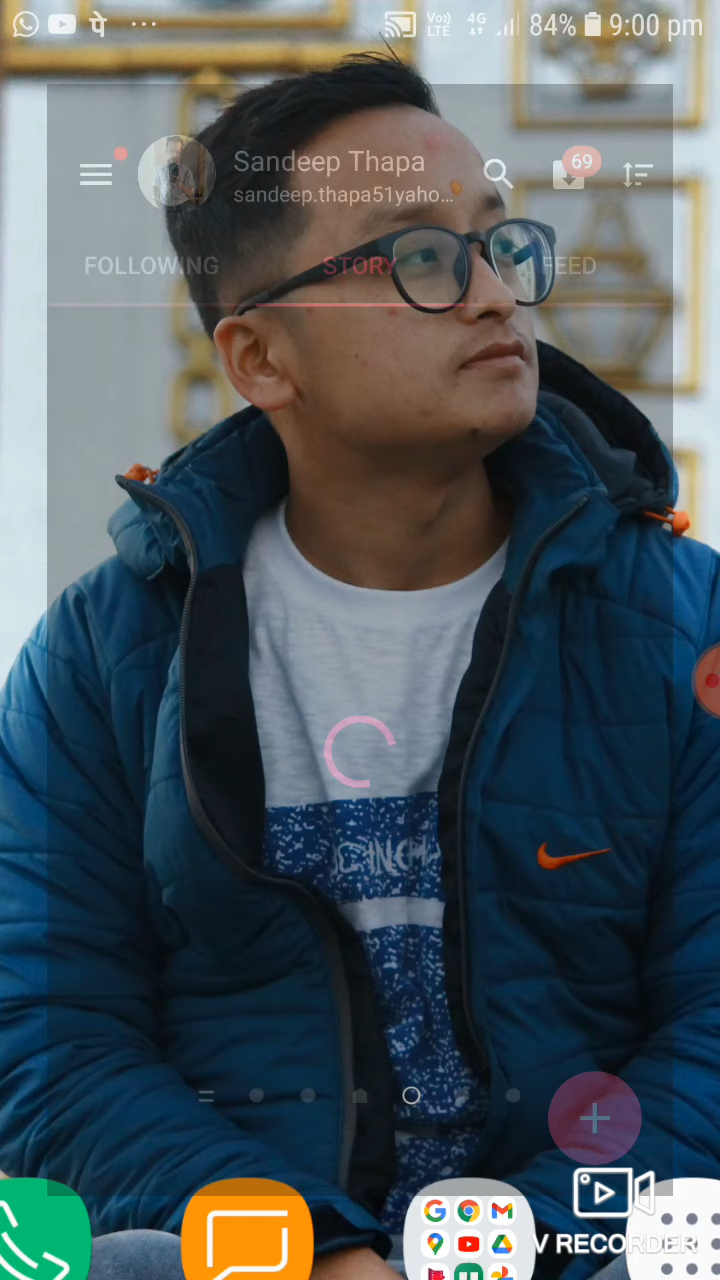 पे ... Vo)) LTE 4G 84% 9:00 pm
Sandeep Thapa
69
sandeep.thapa51yaho...
FOLLOWING STORY FEED
V RECORDER